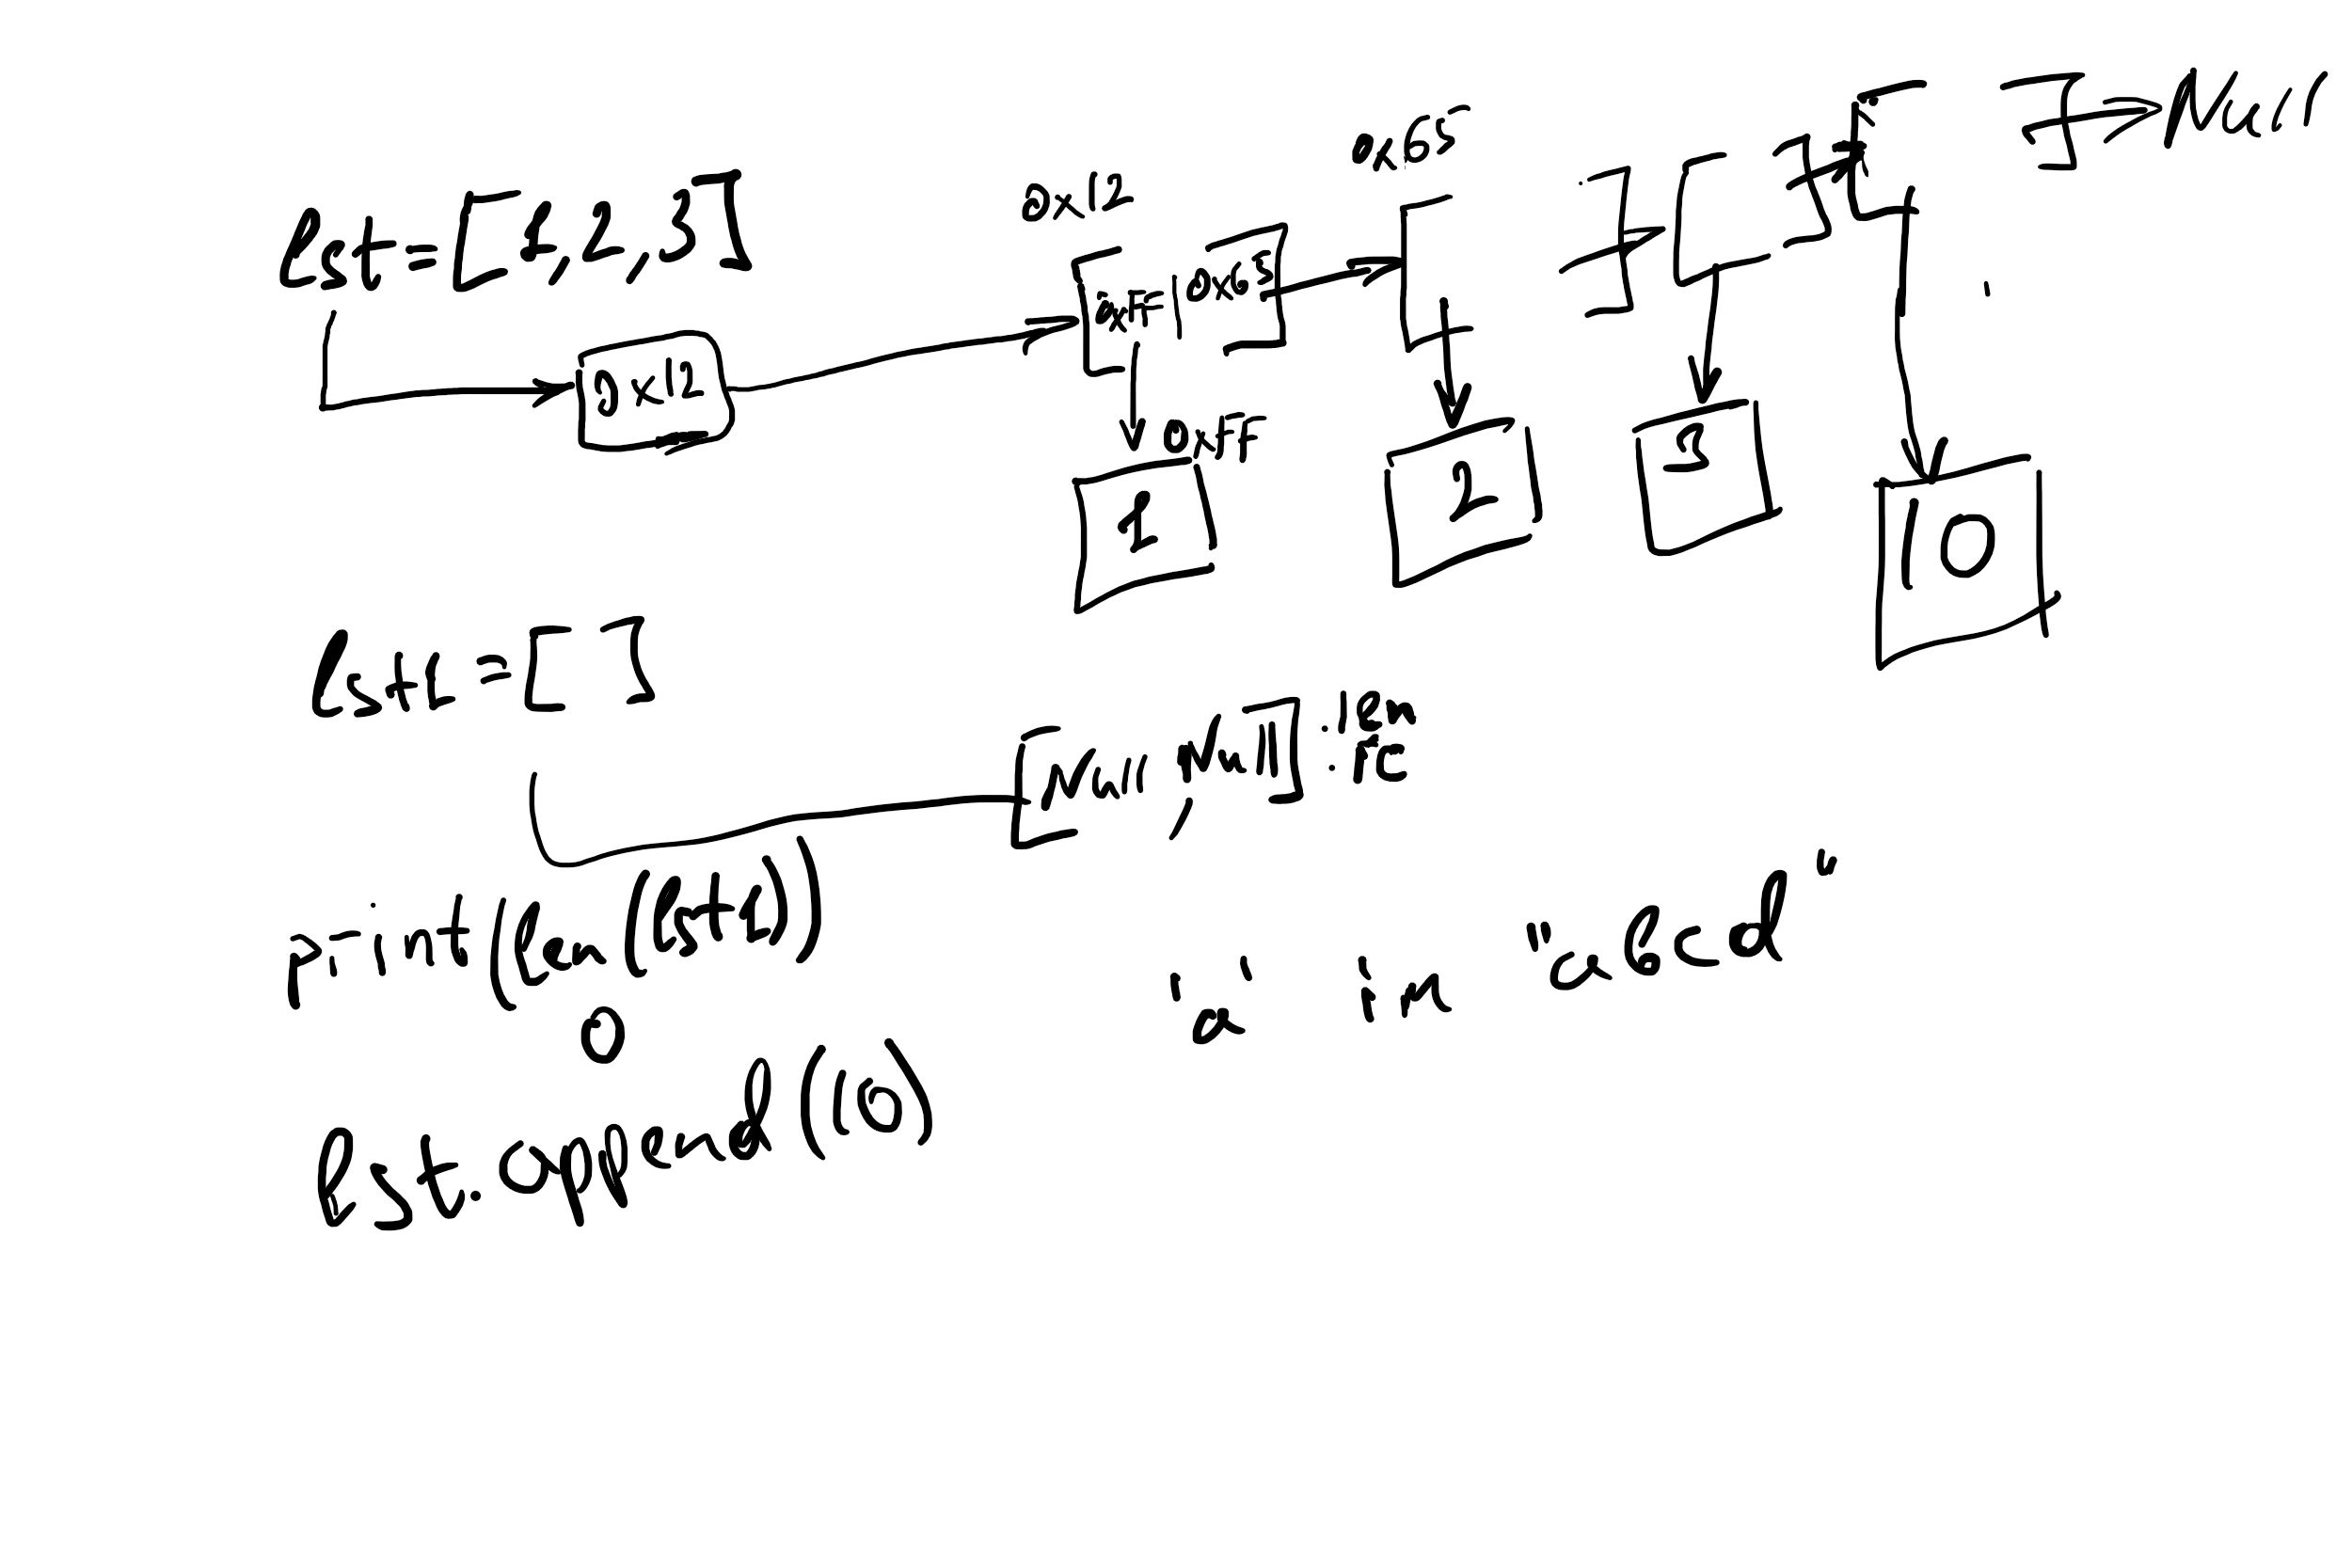 lst=[1,2,3]
0x12
0x65
Null
0xFF 0x65
0x12
0xFF
1
2
3
10
lst1=[ ]
[Null, Null] .len
print(len(lst1))
0
'a' in "abcd"
lst.append(10)